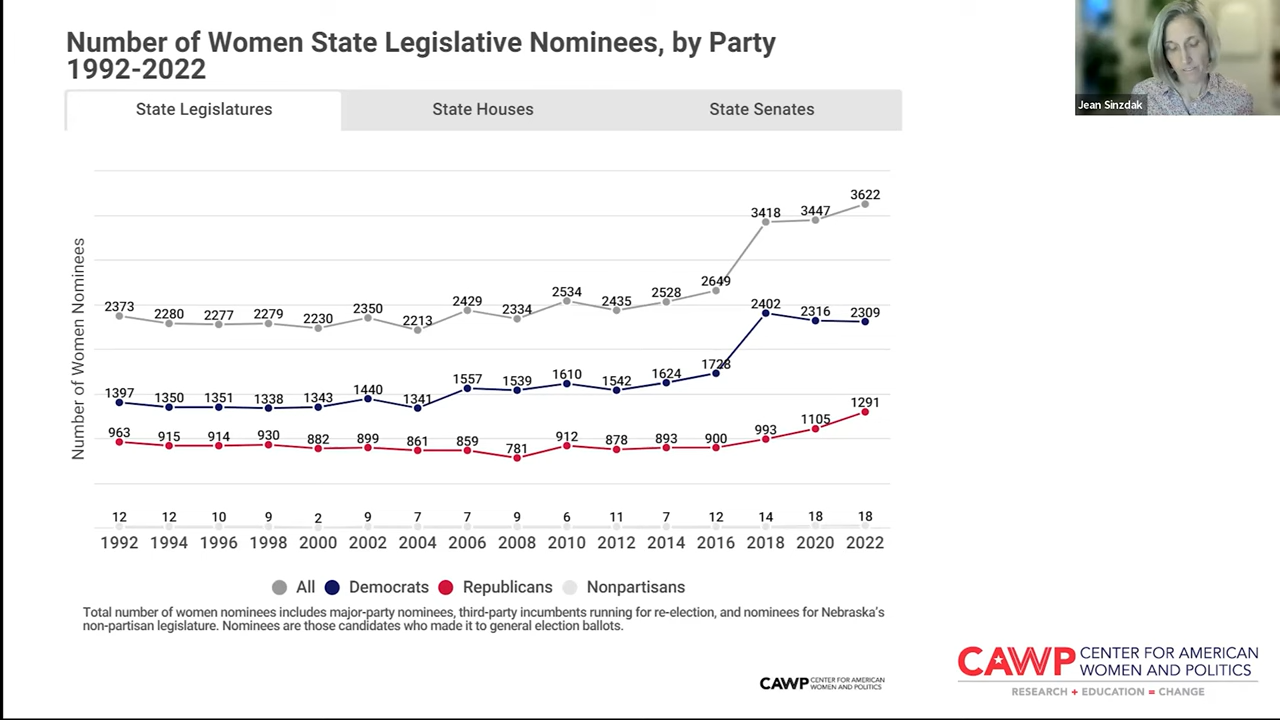 Number of Women State Legislative Nominees, by Party
1992-2022
Jean Sinzdak
State Legislatures
State Houses
State Senates
Number of Women Nominees
2373 2280 2277 2279 2230 2350 2213 2429 2334 2534 2435 2528 2649 3418 3447 3622
1397 1350 1351 1338 1343 1440 1341 1557 1539 1610 1542 1624 1728 2402 2316 2309
963 915 914 930 882 899 861 859 781 912 878 893 900 993 1105 1291
12 12 10 9 2 9 7 7 9 6 11 7 12 14 18 18
1992 1994 1996 1998 2000 2002 2004 2006 2008 2010 2012 2014 2016 2018 2020 2022
All Democrats Republicans Nonpartisans
Total number of women nominees includes major-party nominees, third-party incumbents running for re-election, and nominees for Nebraska's
non-partisan legislature. Nominees are those candidates who made it to general election ballots.
CAWP CENTER FOR AMERICAN
WOMEN AND POLITICS
CAWP CENTER FOR AMERICAN
WOMEN AND POLITICS
RESEARCH + EDUCATION = CHANGE